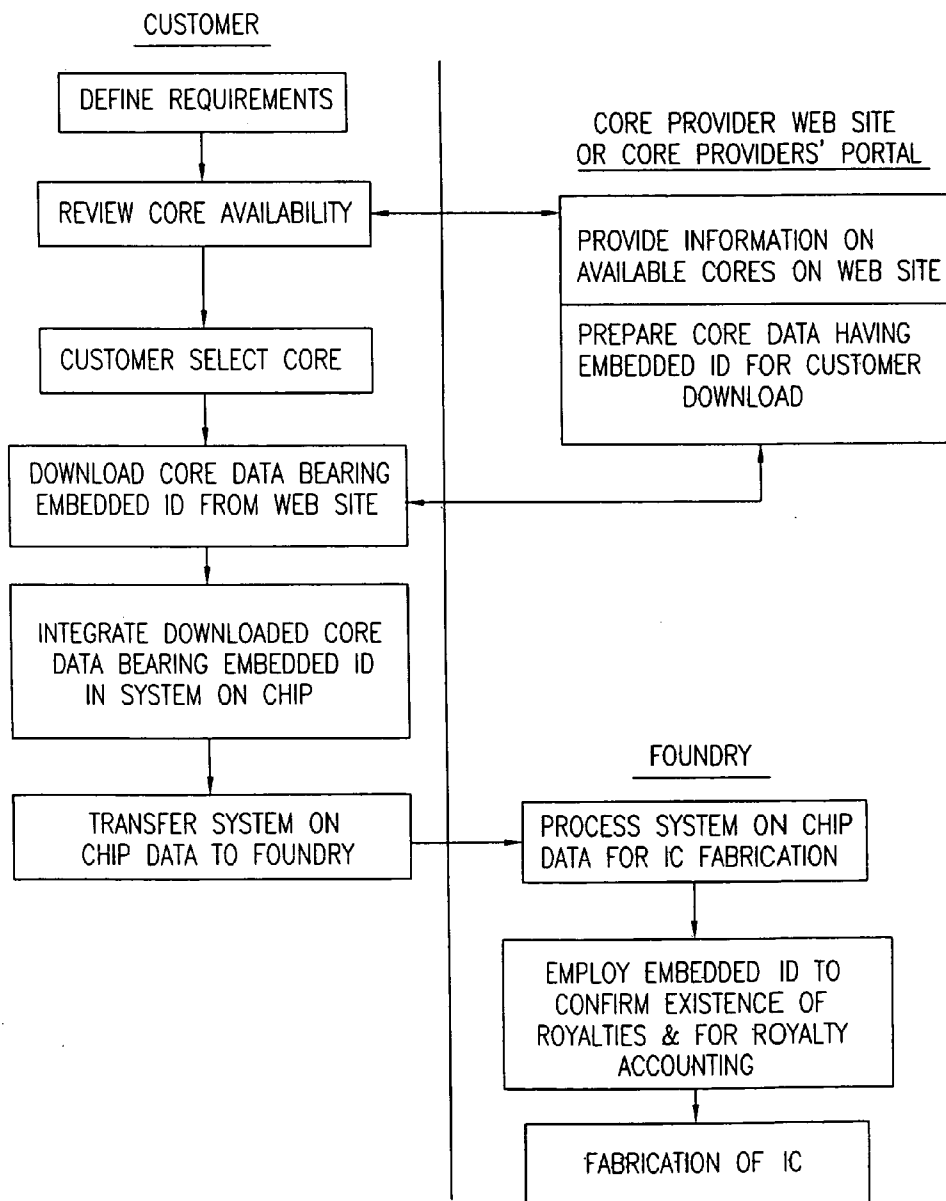 CUSTOMER
DEFINE REQUIREMENTS
REVIEW CORE AVAILABILITY
CUSTOMER SELECT CORE
DOWNLOAD CORE DATA BEARING
EMBEDDED ID FROM WEB SITE
INTEGRATE DOWNLOADED CORE
DATA BEARING EMBEDDED ID
IN SYSTEM ON CHIP
TRANSFER SYSTEM ON
CHIP DATA TO FOUNDRY
CORE PROVIDER WEB SITE
OR CORE PROVIDERS' PORTAL
PROVIDE INFORMATION ON
AVAILABLE CORES ON WEB SITE
PREPARE CORE DATA HAVING
EMBEDDED ID FOR CUSTOMER
DOWNLOAD
FOUNDRY
PROCESS SYSTEM ON CHIP
DATA FOR IC FABRICATION
EMPLOY EMBEDDED ID TO
CONFIRM EXISTENCE OF
ROYALTIES & FOR ROYALTY
ACCOUNTING
FABRICATION OF IC